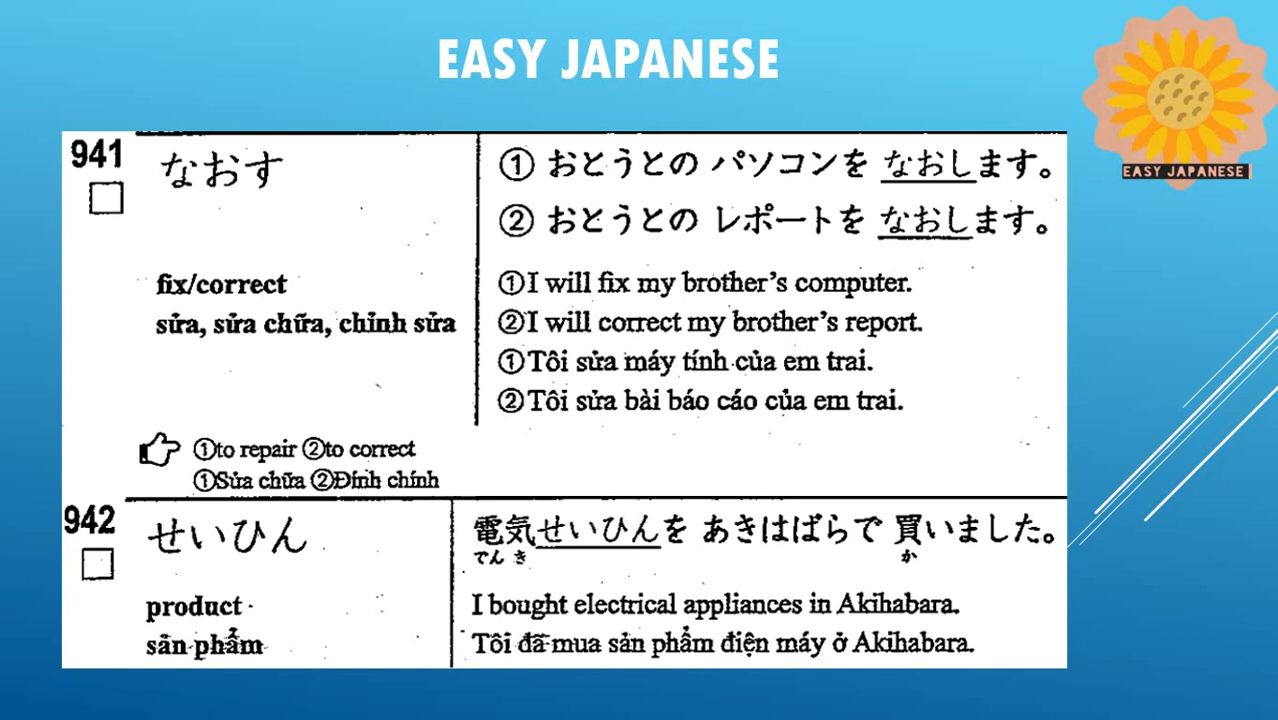 EASY JAPANESE
EASY JAPANESE
941
なおす
① おとうとの パソコンを なおします。
② おとうとの レポートを なおします。
fix/correct
sửa, sửa chữa, chỉnh sửa
①I will fix my brother's computer.
②I will correct my brother's report.
①Tôi sửa máy tính của em trai.
②Tôi sửa bài báo cáo của em trai.
①to repair ②to correct
①Sửa chữa ②Đính chính
942
せいひん
電気せいひんを あきはばらで 買いました。
でん き か
product
sản phẩm
I bought electrical appliances in Akihabara.
Tôi đã mua sản phẩm điện máy ở Akihabara.